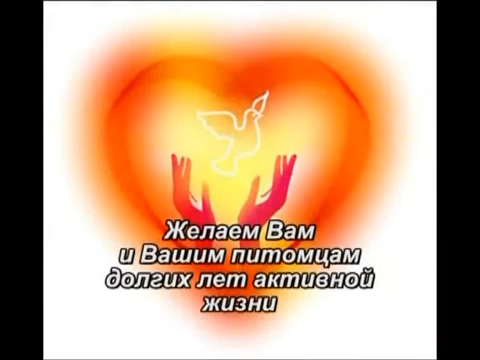 Желаем Вам
и Вашим питомцам
долгих лет активной
жизни